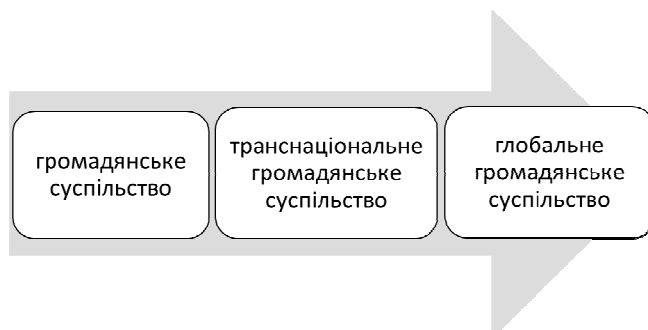 громадянське
суспільство
транснаціональне
громадянське
суспільство
глобальне
громадянське
суспільство